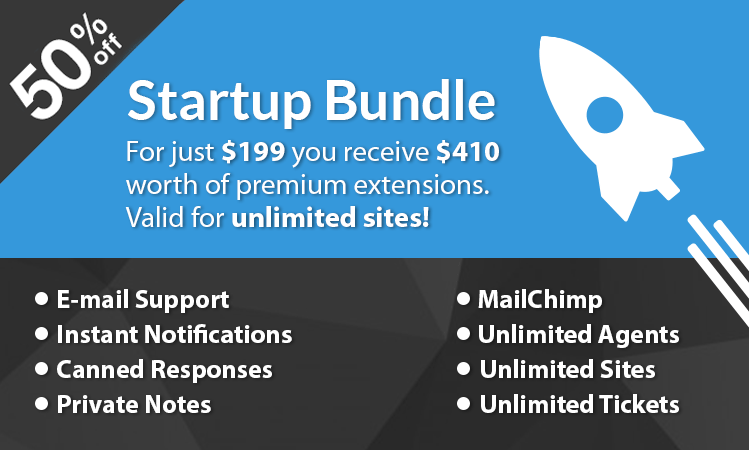 50%
off
Startup Bundle
For just $199 you receive $410
worth of premium extensions.
Valid for unlimited sites!
• E-mail Support
• Instant Notifications
• Canned Responses
• Private Notes
• MailChimp
• Unlimited Agents
• Unlimited Sites
• Unlimited Tickets